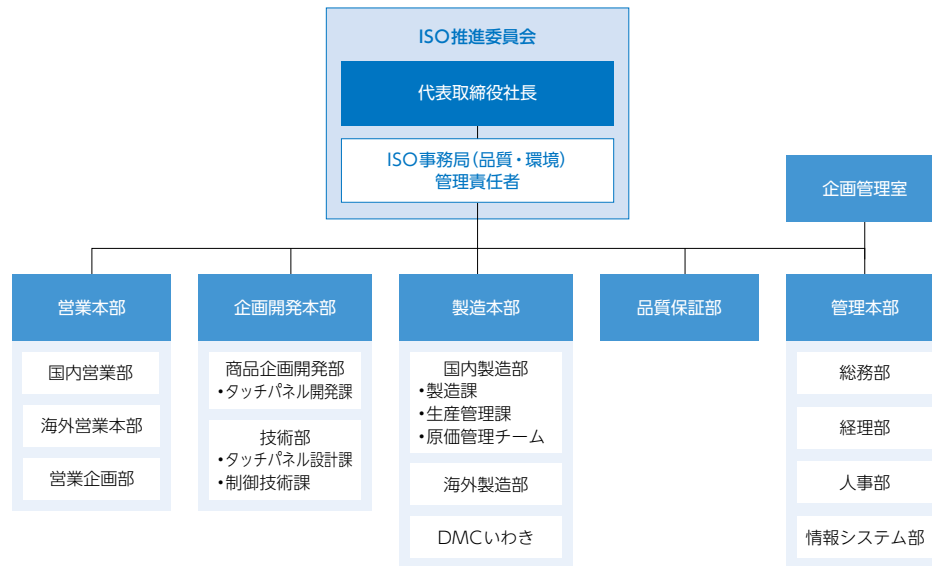 ISO推進委員会
代表取締役社長
ISO事務局(品質・環境)
管理責任者
企画管理室
営業本部
国内営業部
海外営業本部
営業企画部
企画開発本部
商品企画開発部
•タッチパネル開発課
技術部
•タッチパネル設計課
•制御技術課
製造本部
国内製造部
•製造課
•生産管理課
•原価管理チーム
海外製造部
DMCいわき
品質保証部
管理本部
総務部
経理部
人事部
情報システム部